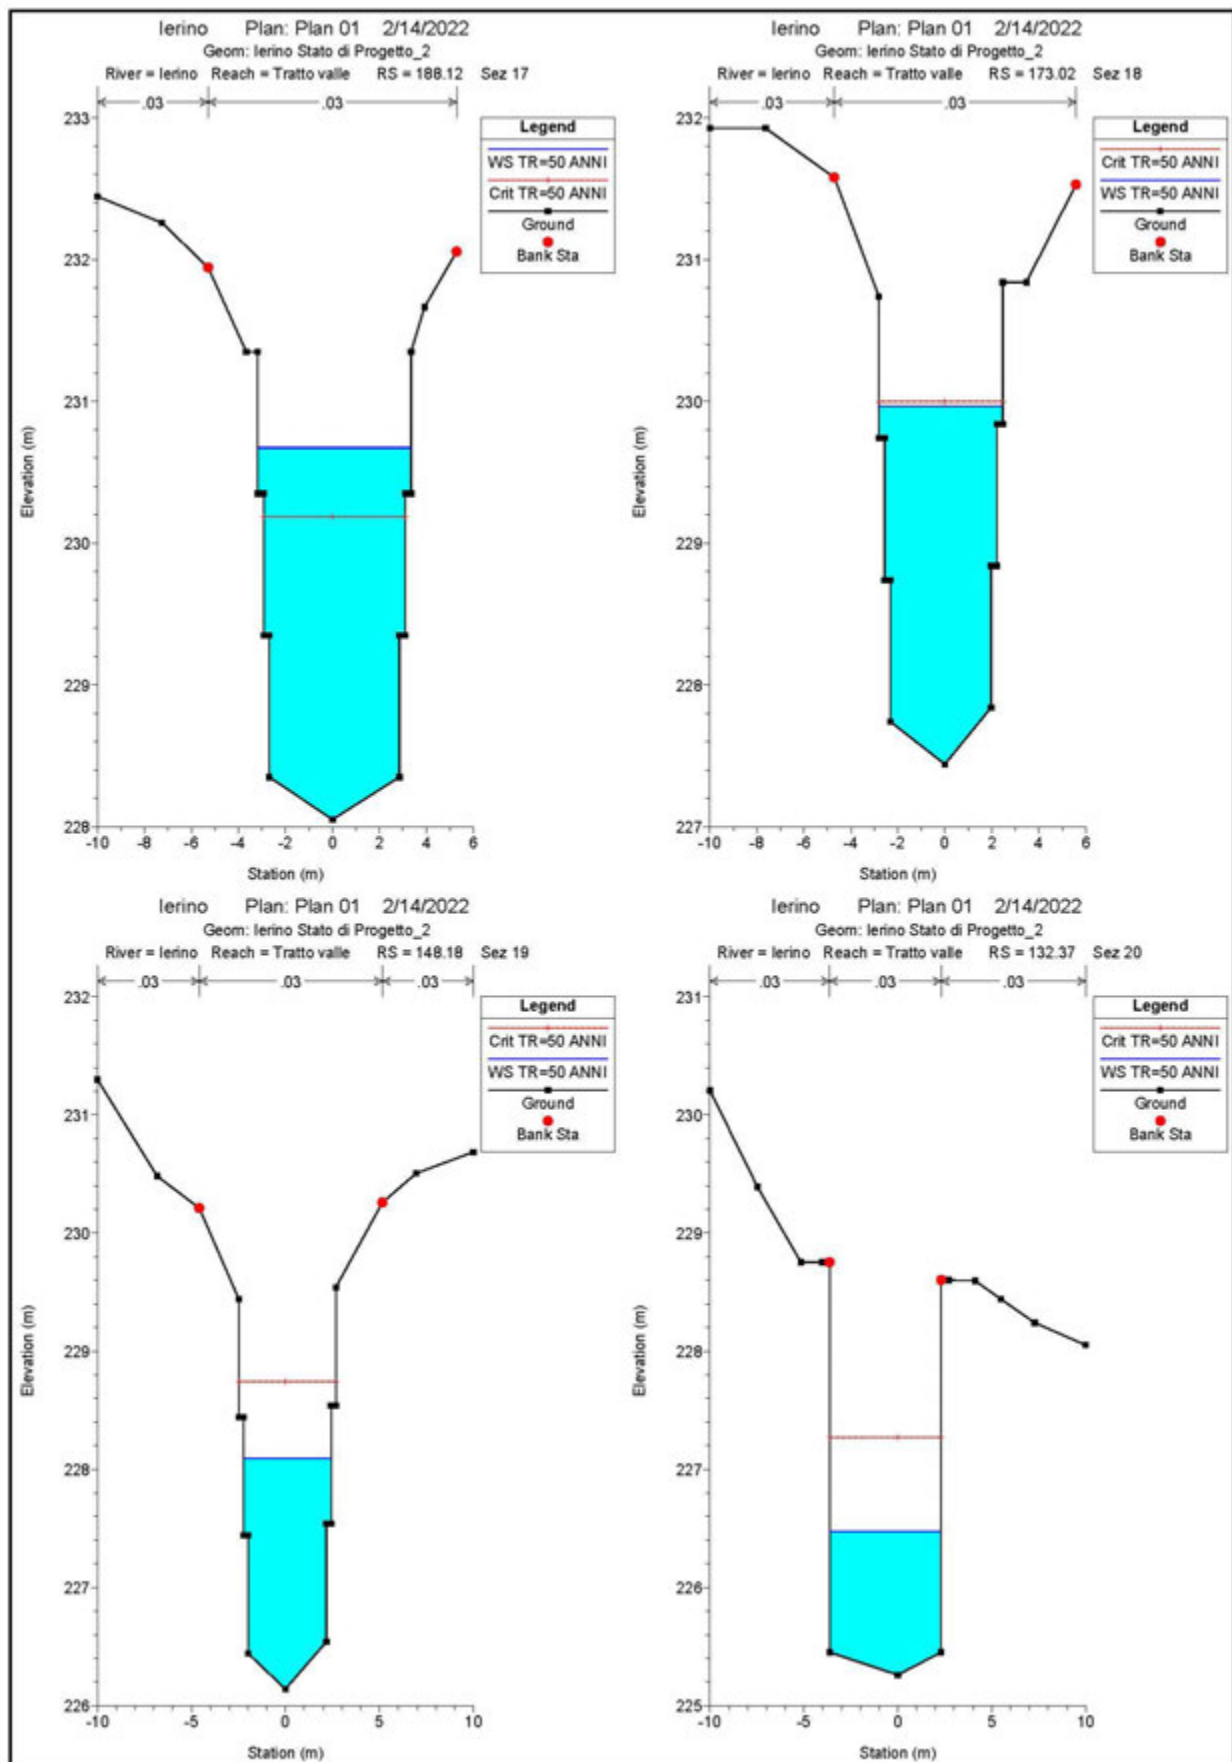 Ierino Plan: Plan 01 2/14/2022
Geom: Ierino Stato di Progetto_2
River = Ierino Reach = Tratto valle RS = 188.12 Sez 17
.03 .03
Legend
WS TR=50 ANNI
Crit TR=50 ANNI
Ground
Bank Sta
233
232
231
230
229
228
Elevation (m)
-10 -8 -6 -4 -2 0 2 4 6
Station (m)
Ierino Plan: Plan 01 2/14/2022
Geom: Ierino Stato di Progetto_2
River = Ierino Reach = Tratto valle RS = 173.02 Sez 18
.03 .03
Legend
Crit TR=50 ANNI
WS TR=50 ANNI
Ground
Bank Sta
232
231
230
229
228
227
Elevation (m)
-10 -8 -6 -4 -2 0 2 4 6
Station (m)
Ierino Plan: Plan 01 2/14/2022
Geom: Ierino Stato di Progetto_2
River = Ierino Reach = Tratto valle RS = 148.18 Sez 19
.03 .03 .03
Legend
Crit TR=50 ANNI
WS TR=50 ANNI
Ground
Bank Sta
232
231
230
229
228
227
226
Elevation (m)
-10 -5 0 5 10
Station (m)
Ierino Plan: Plan 01 2/14/2022
Geom: Ierino Stato di Progetto_2
River = Ierino Reach = Tratto valle RS = 132.37 Sez 20
.03 .03 .03
Legend
Crit TR=50 ANNI
WS TR=50 ANNI
Ground
Bank Sta
231
230
229
228
227
226
225
Elevation (m)
-10 -5 0 5 10
Station (m)